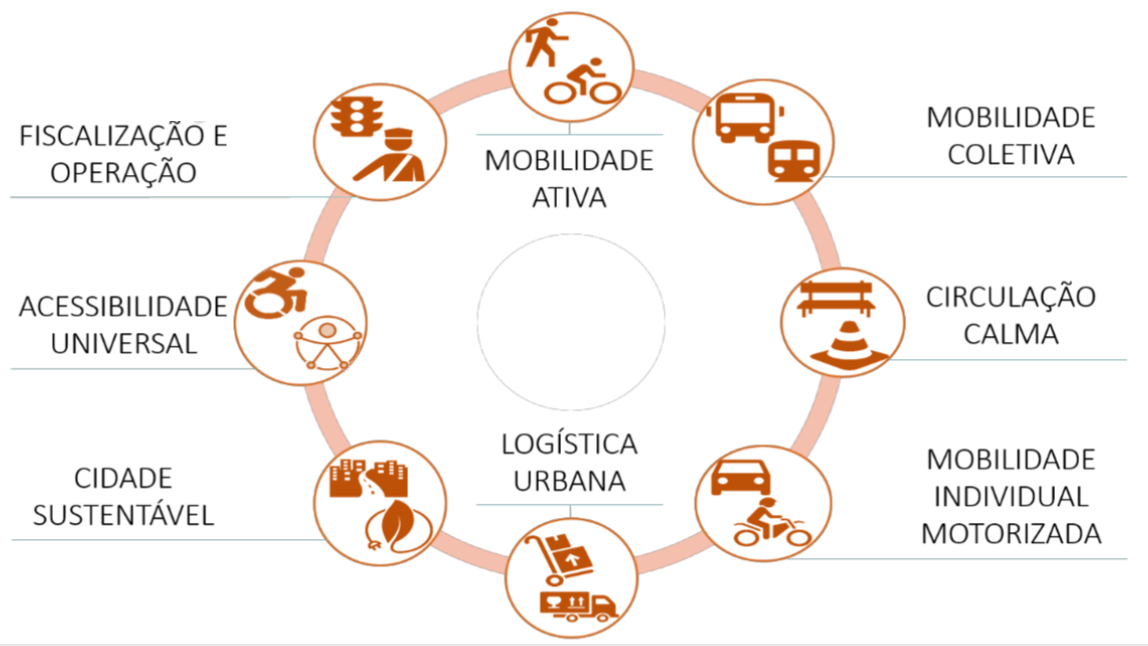 MOBILIDADE
ATIVA
MOBILIDADE
COLETIVA
CIRCULAÇÃO
CALMA
MOBILIDADE
INDIVIDUAL
MOTORIZADA
LOGÍSTICA
URBANA
CIDADE
SUSTENTÁVEL
ACESSIBILIDADE
UNIVERSAL
FISCALIZAÇÃO E
OPERAÇÃO